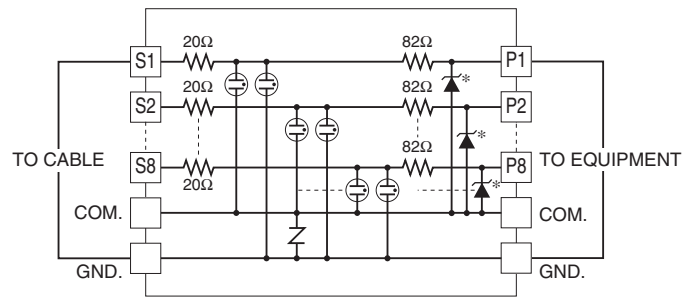 20Ω 82Ω
S1 P1
*
20Ω 82Ω
S2 P2
*
82Ω
TO CABLE S8 P8 TO EQUIPMENT
20Ω *
COM. COM.
GND. GND.